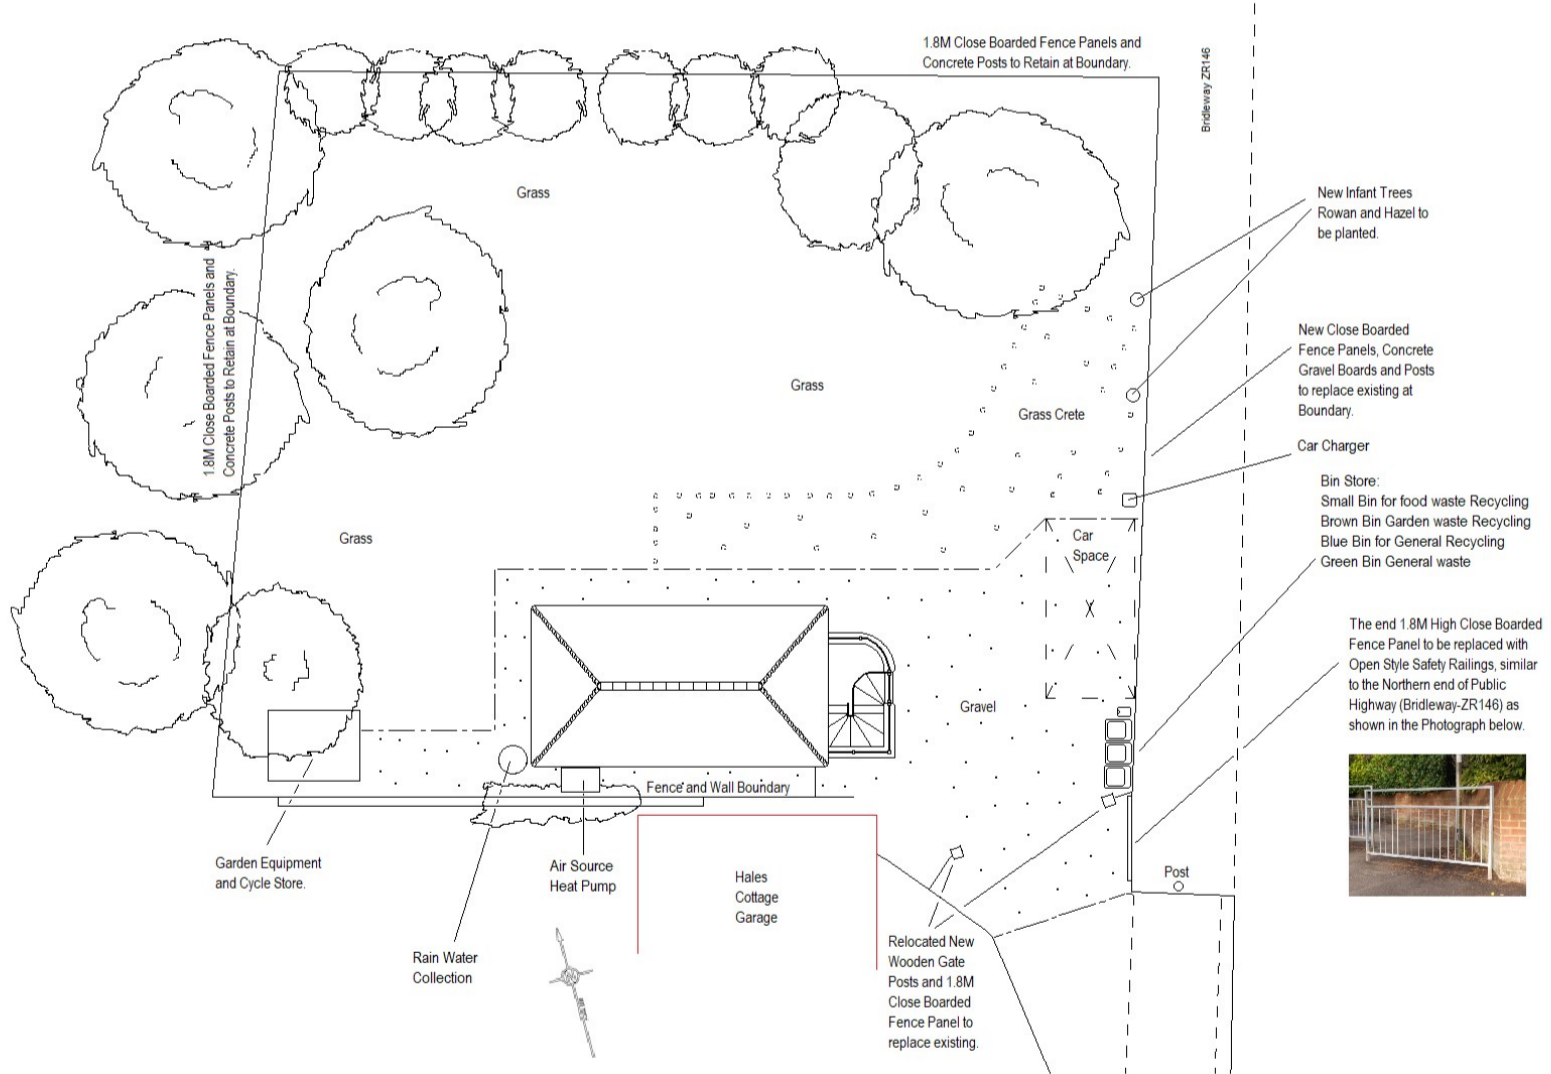 1.8M Close Boarded Fence Panels and
Concrete Posts to Retain at Boundary.
Bridleway ZR146
Grass
New Infant Trees
Rowan and Hazel to
be planted.
1.8M Close Boarded Fence Panels and
Concrete Posts to Retain at Boundary.
New Close Boarded
Fence Panels, Concrete
Gravel Boards and Posts
to replace existing at
Boundary.
Grass
Grass Crete
Car Charger
Bin Store:
Small Bin for food waste Recycling
Brown Bin Garden waste Recycling
Blue Bin for General Recycling
Green Bin General waste
Grass
Car
Space
The end 1.8M High Close Boarded
Fence Panel to be replaced with
Open Style Safety Railings, similar
to the Northern end of Public
Highway (Bridleway-ZR146) as
shown in the Photograph below.
Gravel
Fence and Wall Boundary
Garden Equipment
and Cycle Store.
Air Source
Heat Pump
Hales
Cottage
Garage
Post
Rain Water
Collection
Relocated New
Wooden Gate
Posts and 1.8M
Close Boarded
Fence Panel to
replace existing.